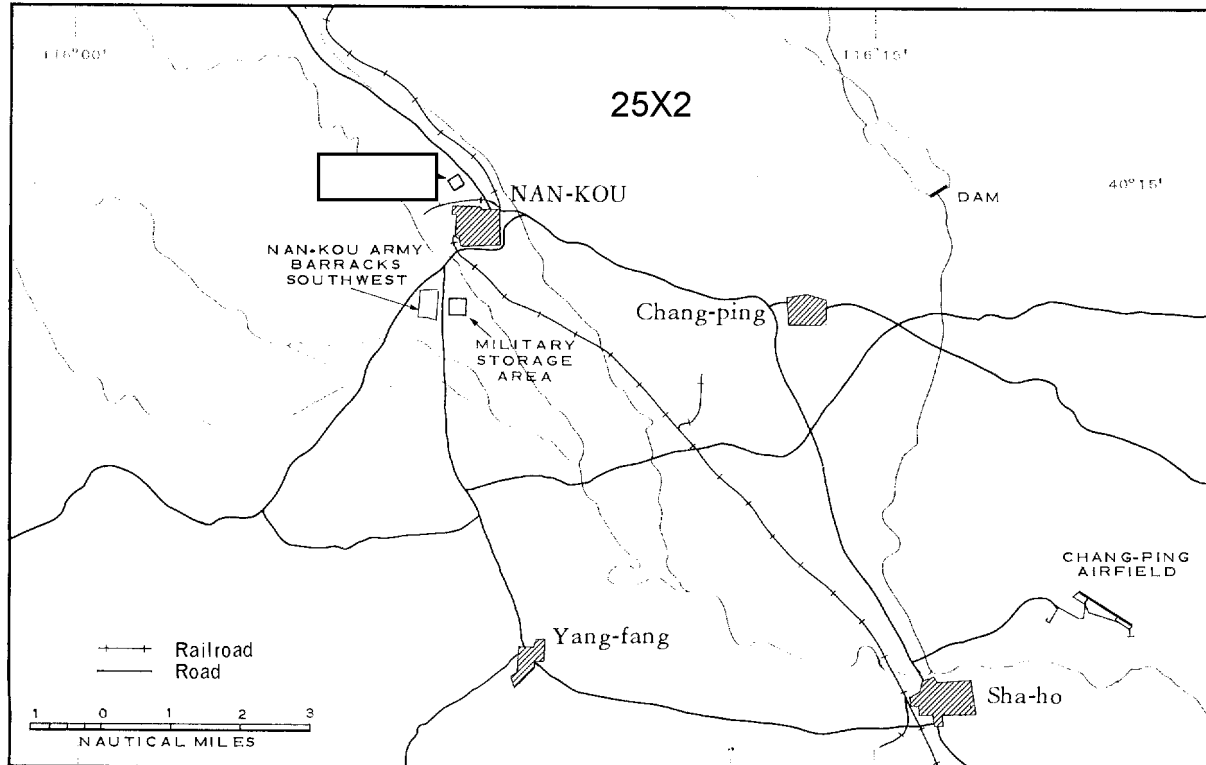 116°00'
116°15'
25X2
40°15'
NAN-KOU
DAM
NAN-KOU ARMY
BARRACKS
SOUTHWEST
Chang-ping
MILITARY
STORAGE
AREA
CHANG-PING
AIRFIELD
Yang-fang
Sha-ho
Railroad
Road
1 0 1 2 3
NAUTICAL MILES